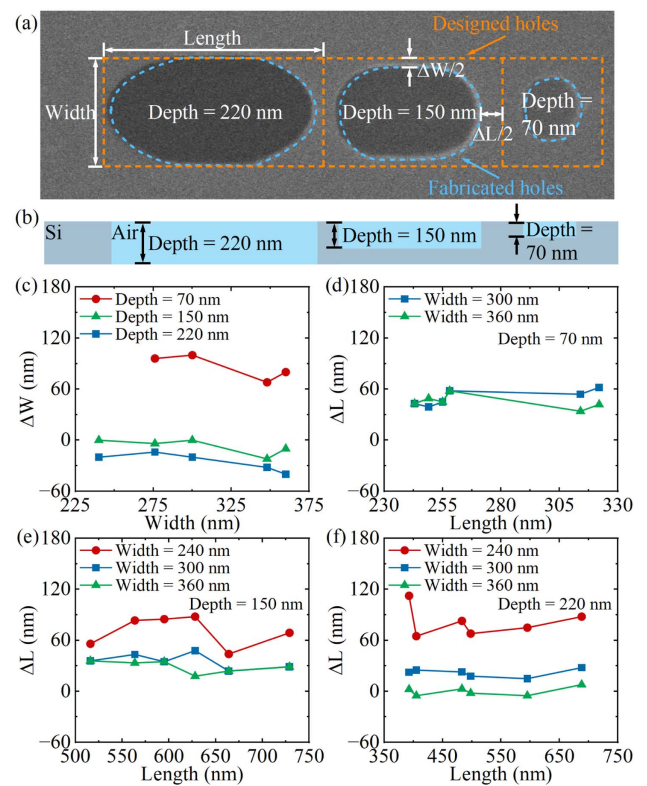 (a)
Designed holes
Length
ΔW/2
Width
Depth = 220 nm
Depth = 150 nm
Depth =
70 nm
ΔL/2
Fabricated holes
(b)
Si
Air
Depth = 220 nm
Depth = 150 nm
Depth =
70 nm
(c)
180
120
60
0
−60
ΔW (nm)
Depth = 70 nm
Depth = 150 nm
Depth = 220 nm
225 275 325 375
Width (nm)
(d)
180
120
60
0
−60
ΔL (nm)
Width = 300 nm
Width = 360 nm
Depth = 70 nm
230 250 270 290 310 330
Length (nm)
(e)
180
120
60
0
−60
ΔL (nm)
Width = 240 nm
Width = 300 nm
Width = 360 nm
Depth = 150 nm
500 550 600 650 700 750
Length (nm)
(f)
180
120
60
0
−60
ΔL (nm)
Width = 240 nm
Width = 300 nm
Width = 360 nm
Depth = 220 nm
350 450 550 650 750
Length (nm)